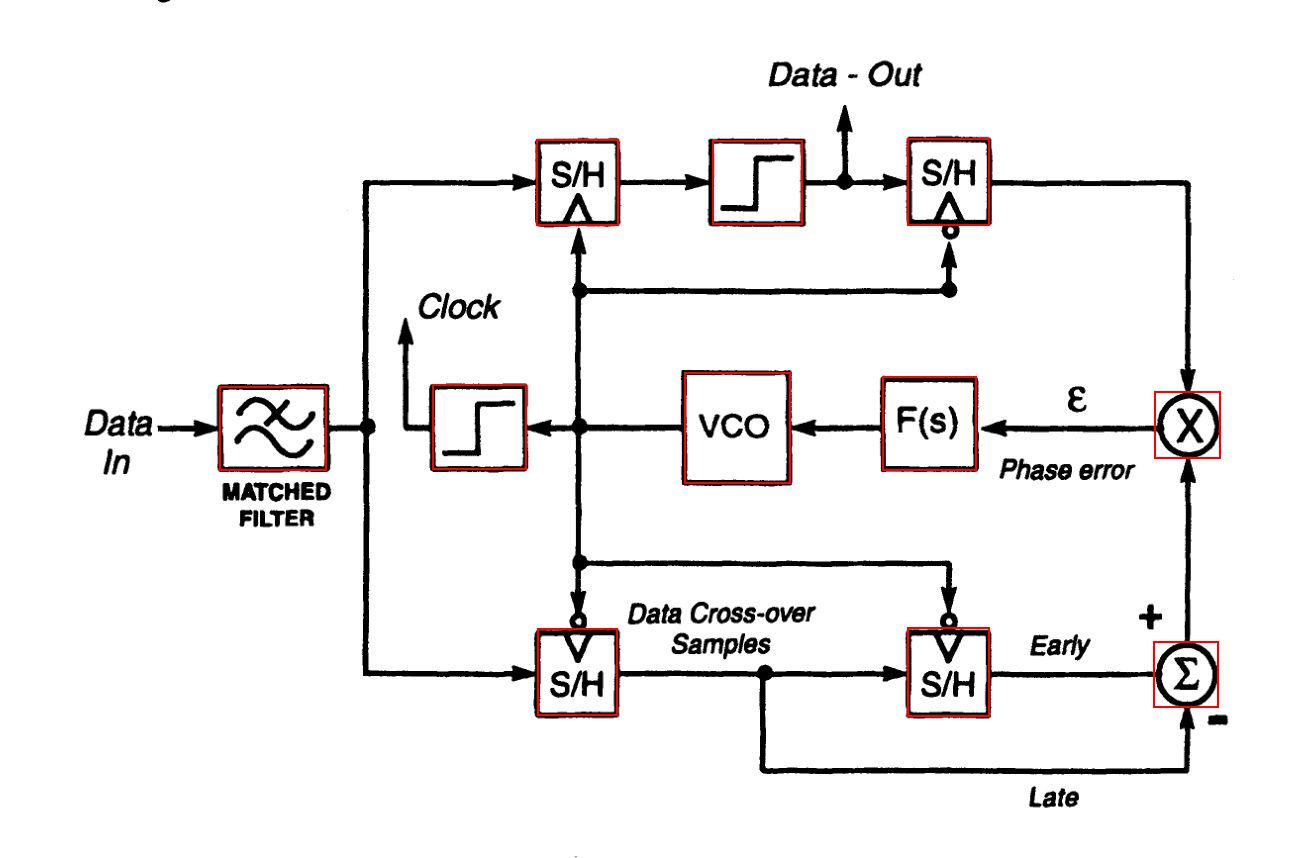 Data - Out
S/H
S/H
Clock
Data
In
MATCHED
FILTER
VCO
F(s)
ε
Phase error
X
Data Cross-over
Samples
S/H
S/H
Early
+
Σ
-
Late